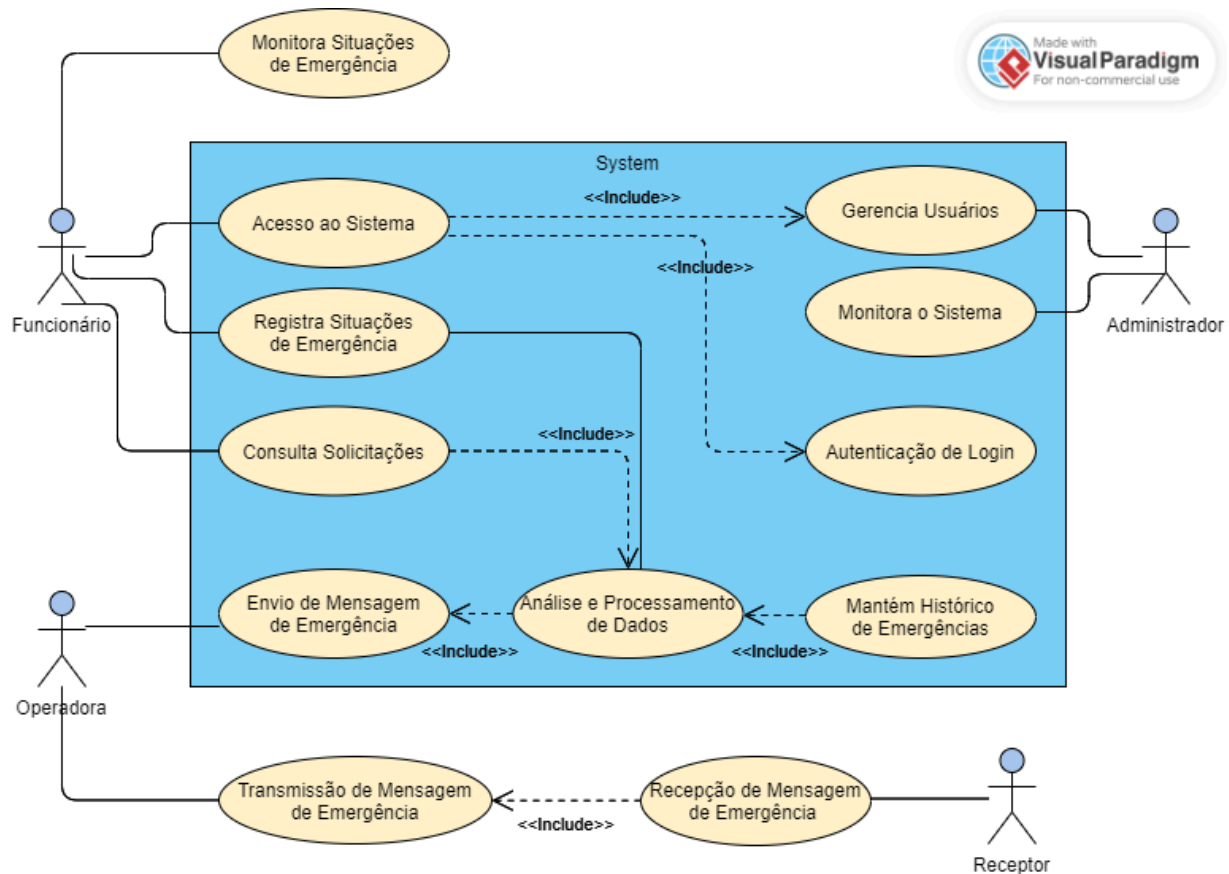 Monitora Situações
de Emergência
Made with
Visual Paradigm
For non-commercial use
System
Acesso ao Sistema
<<Include>>
Gerencia Usuários
<<Include>>
Funcionário
Registra Situações
de Emergência
Monitora o Sistema
Administrador
Consulta Solicitações
<<Include>>
Autenticação de Login
Envio de Mensagem
de Emergência
<<Include>>
Análise e Processamento
de Dados
<<Include>>
Mantém Histórico
de Emergências
Operadora
Transmissão de Mensagem
de Emergência
<<Include>>
Recepção de Mensagem
de Emergência
Receptor